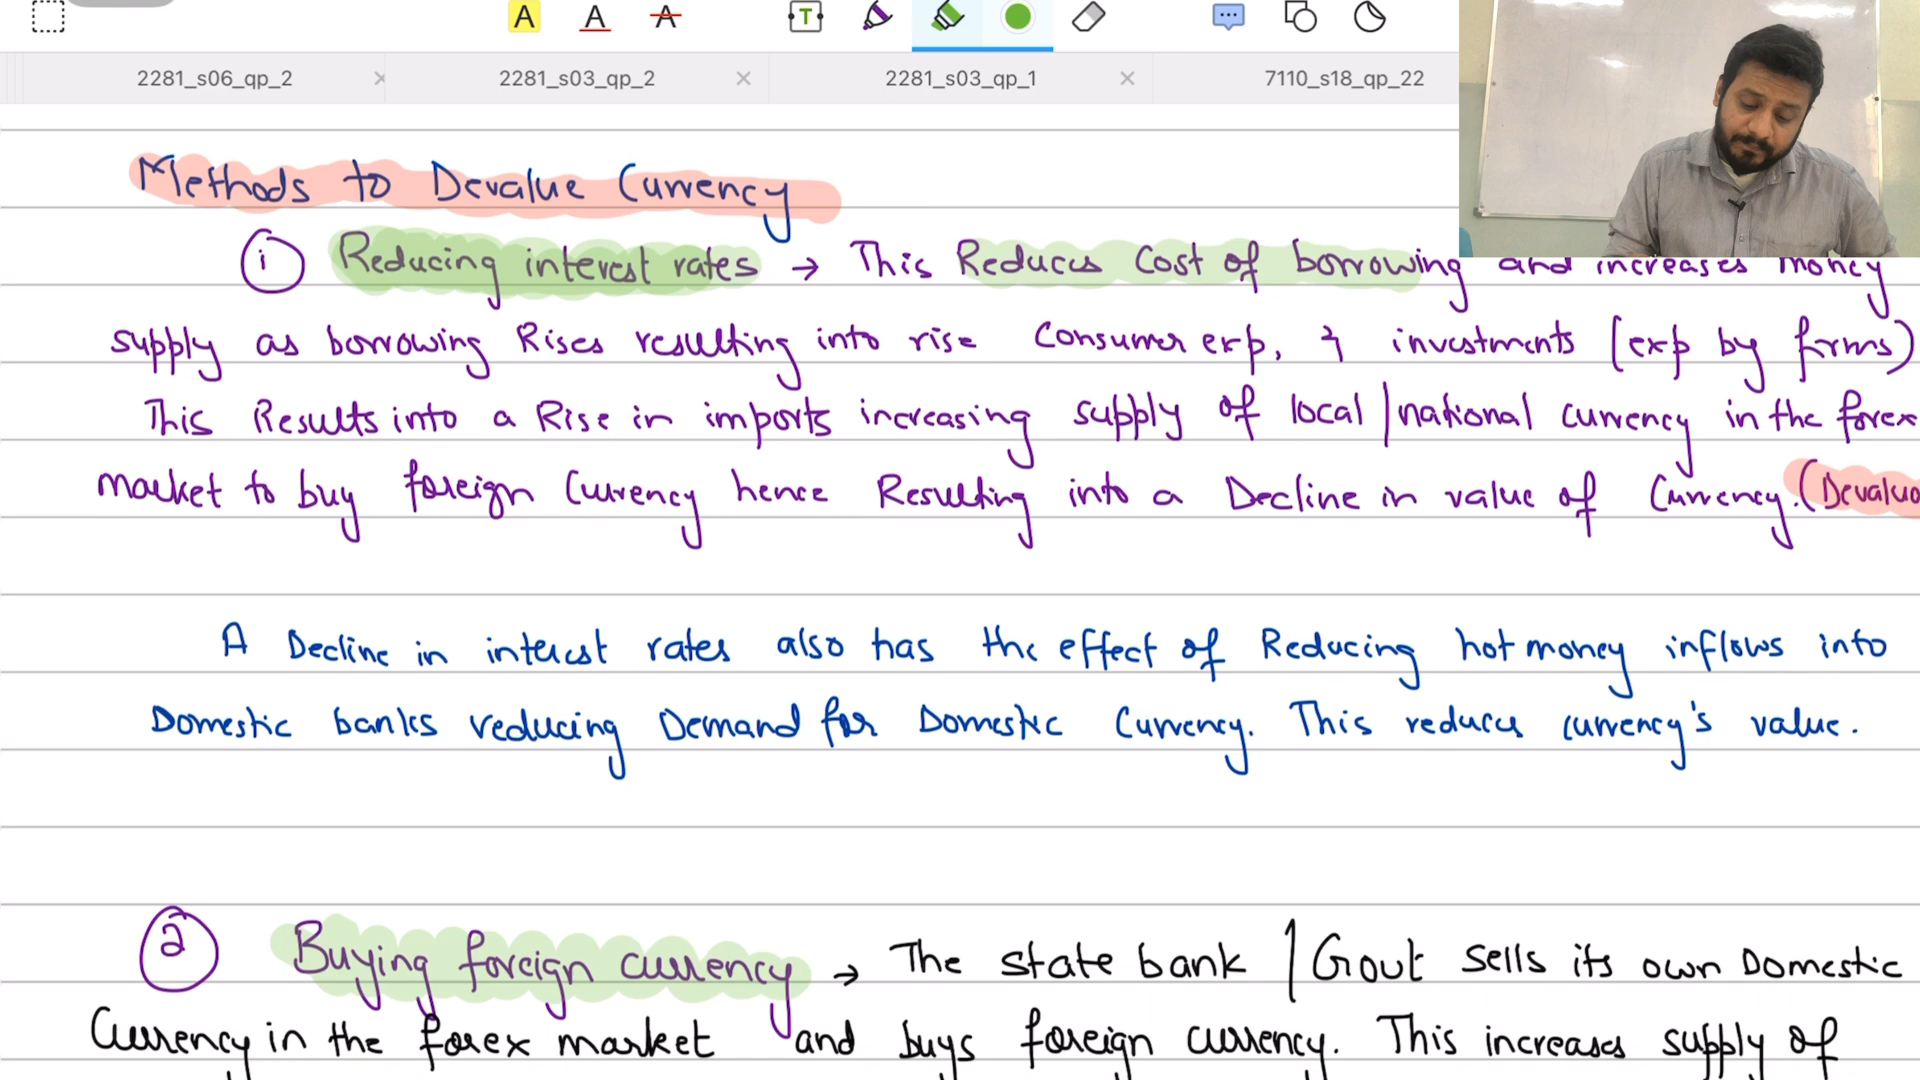 A A A T
2281_s06_qp_2 × 2281_s03_qp_2 × 2281_s03_qp_1 × 7110_s18_qp_22
Methods to Devalue Currency
1 Reducing interest rates → This Reduces Cost of borrowing and increases money
supply as borrowing Rises resulting into rise Consumer exp, & investments (exp by firms)
This Results into a Rise in imports increasing supply of local / national currency in the forex
market to buy foreign Currency hence Resulting into a Decline in value of Currency. (Devalua
A Decline in interest rates also has the effect of Reducing hot money inflows into
Domestic banks reducing Demand for Domestic Currency. This reduces currency's value.
2 Buying foreign currency → The state bank / Govt sells its own Domestic
Currency in the forex market and buys foreign currency. This increases supply of